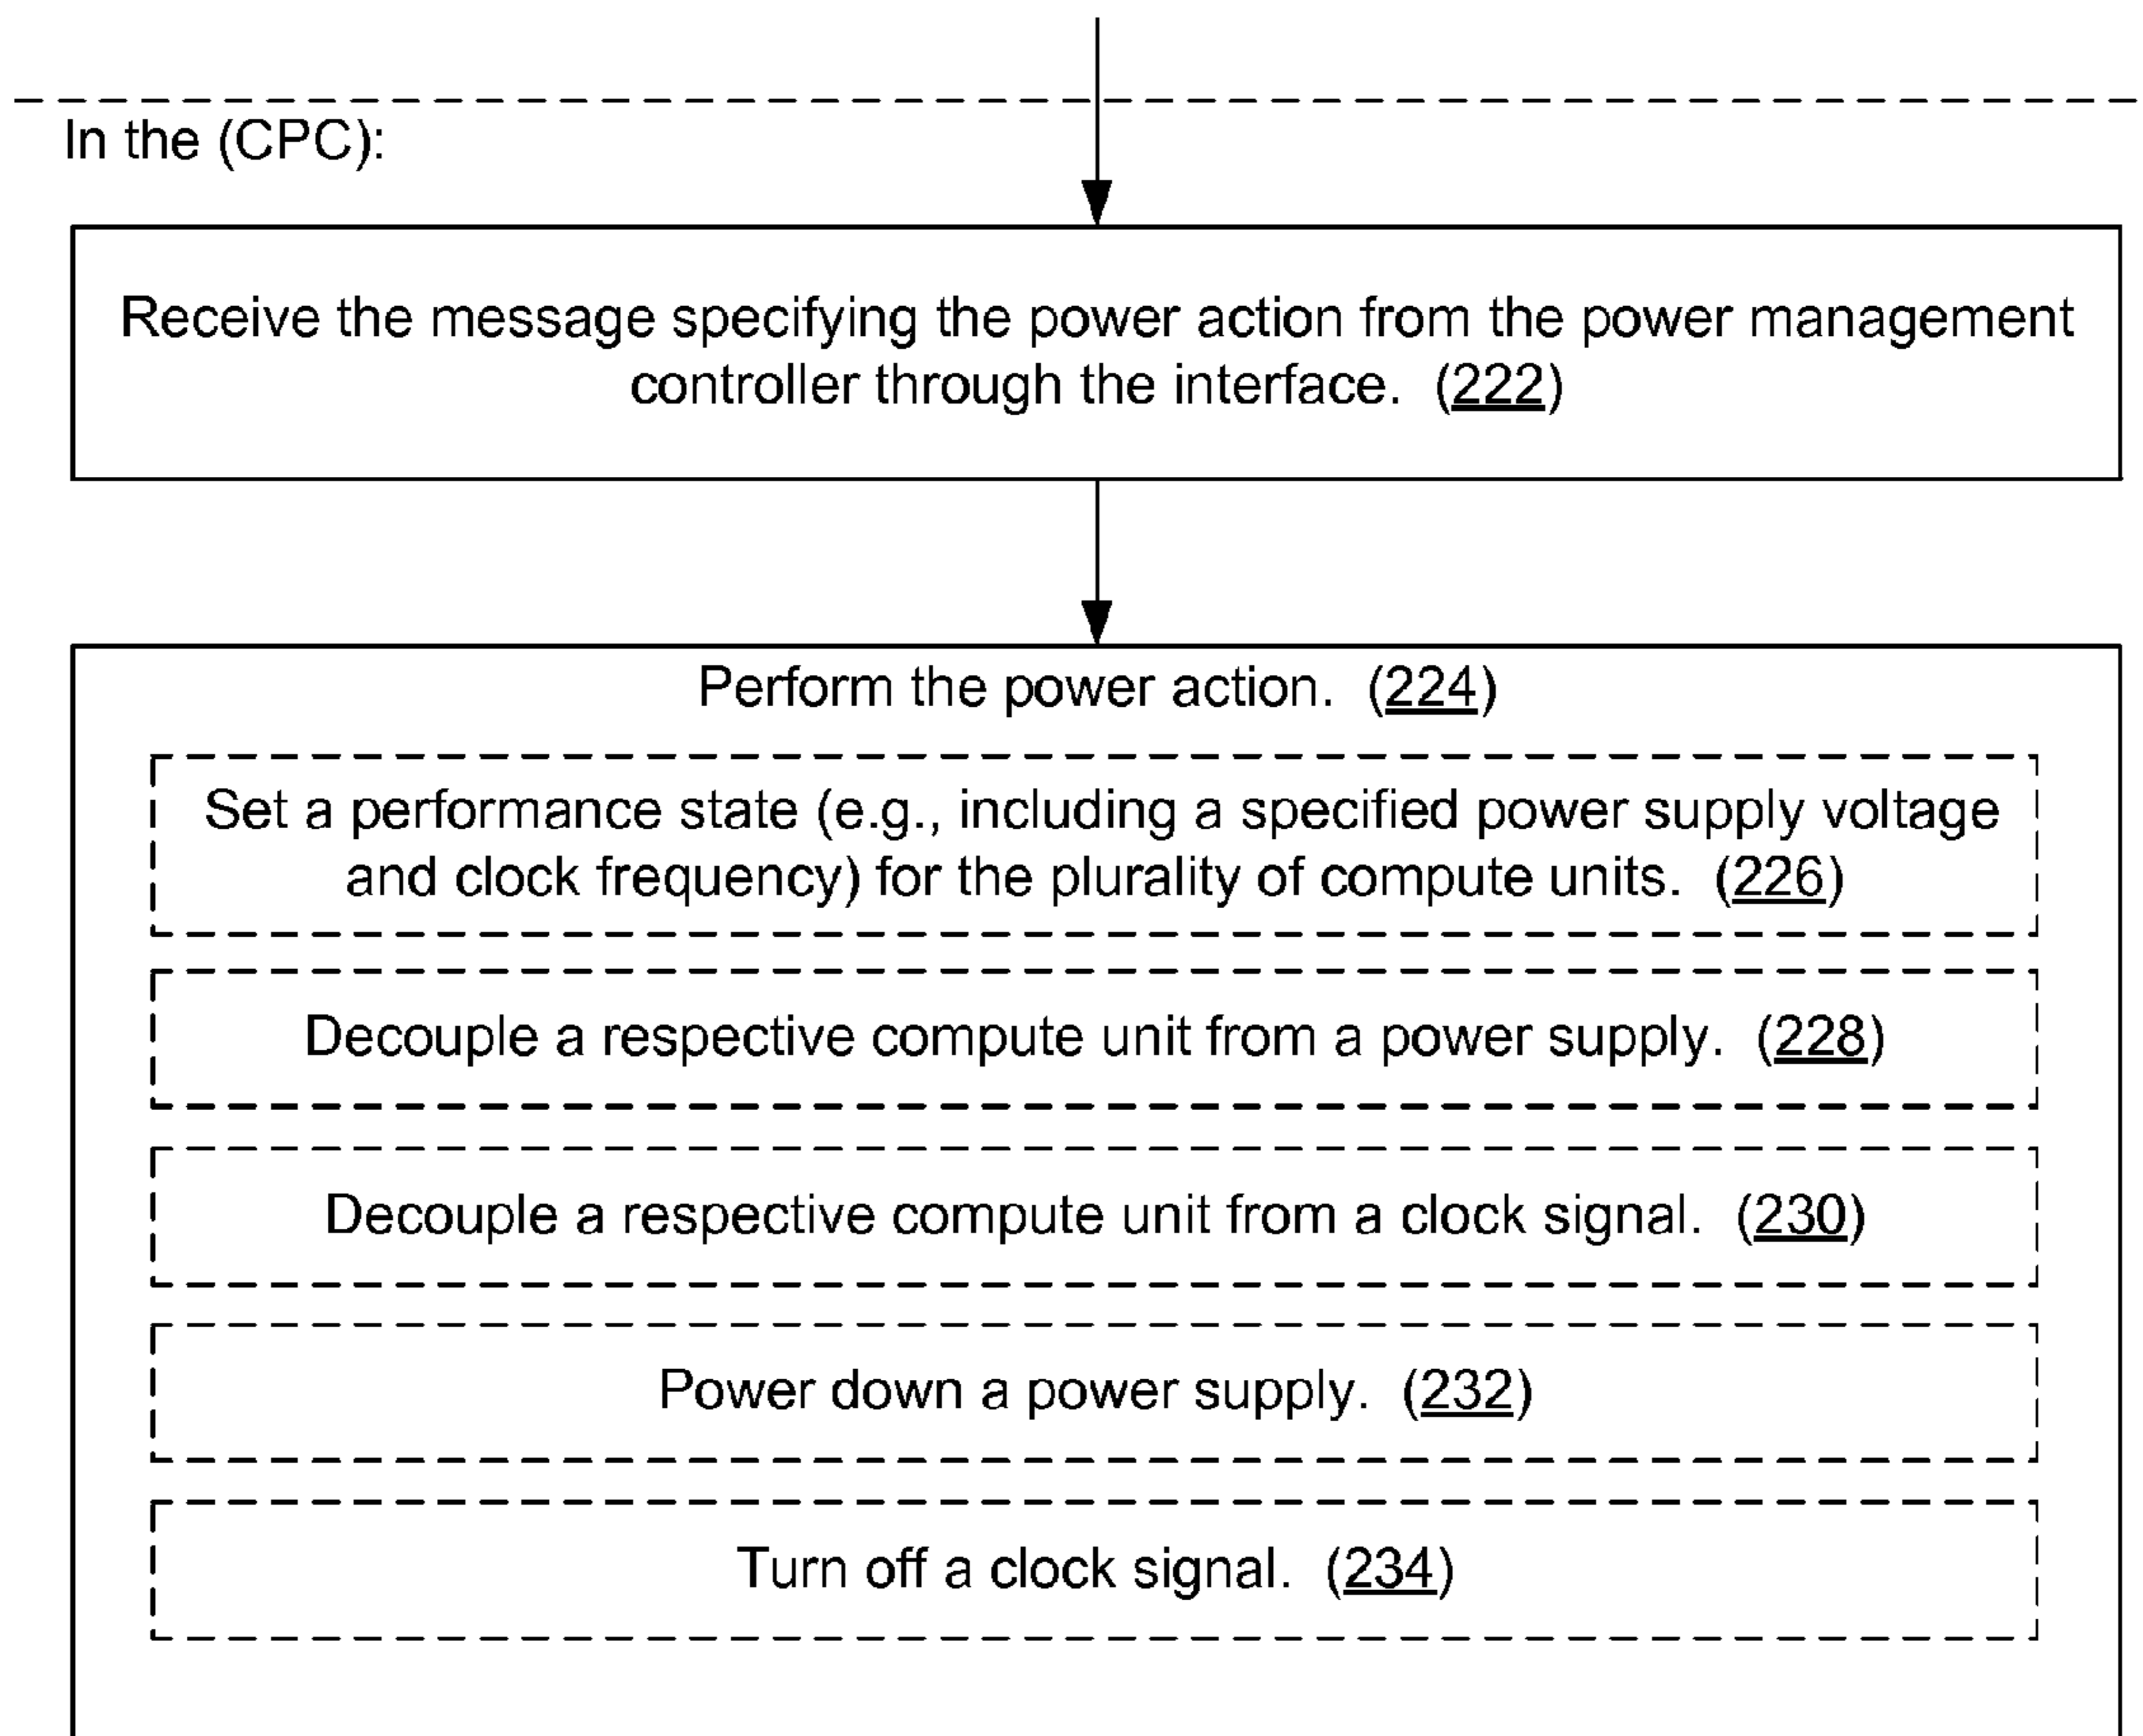 In the (CPC):
Receive the message specifying the power action from the power management
controller through the interface. (222)
Perform the power action. (224)
Set a performance state (e.g., including a specified power supply voltage
and clock frequency) for the plurality of compute units. (226)
Decouple a respective compute unit from a power supply. (228)
Decouple a respective compute unit from a clock signal. (230)
Power down a power supply. (232)
Turn off a clock signal. (234)